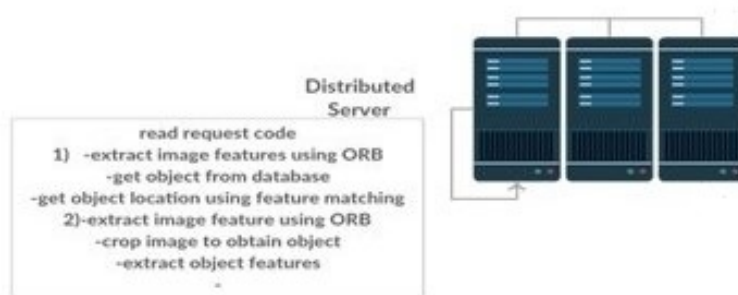 Distributed
Server
read request code
1) -extract image features using ORB
-get object from database
-get object location using feature matching
2)-extract image feature using ORB
-crop image to obtain object
-extract object features
-